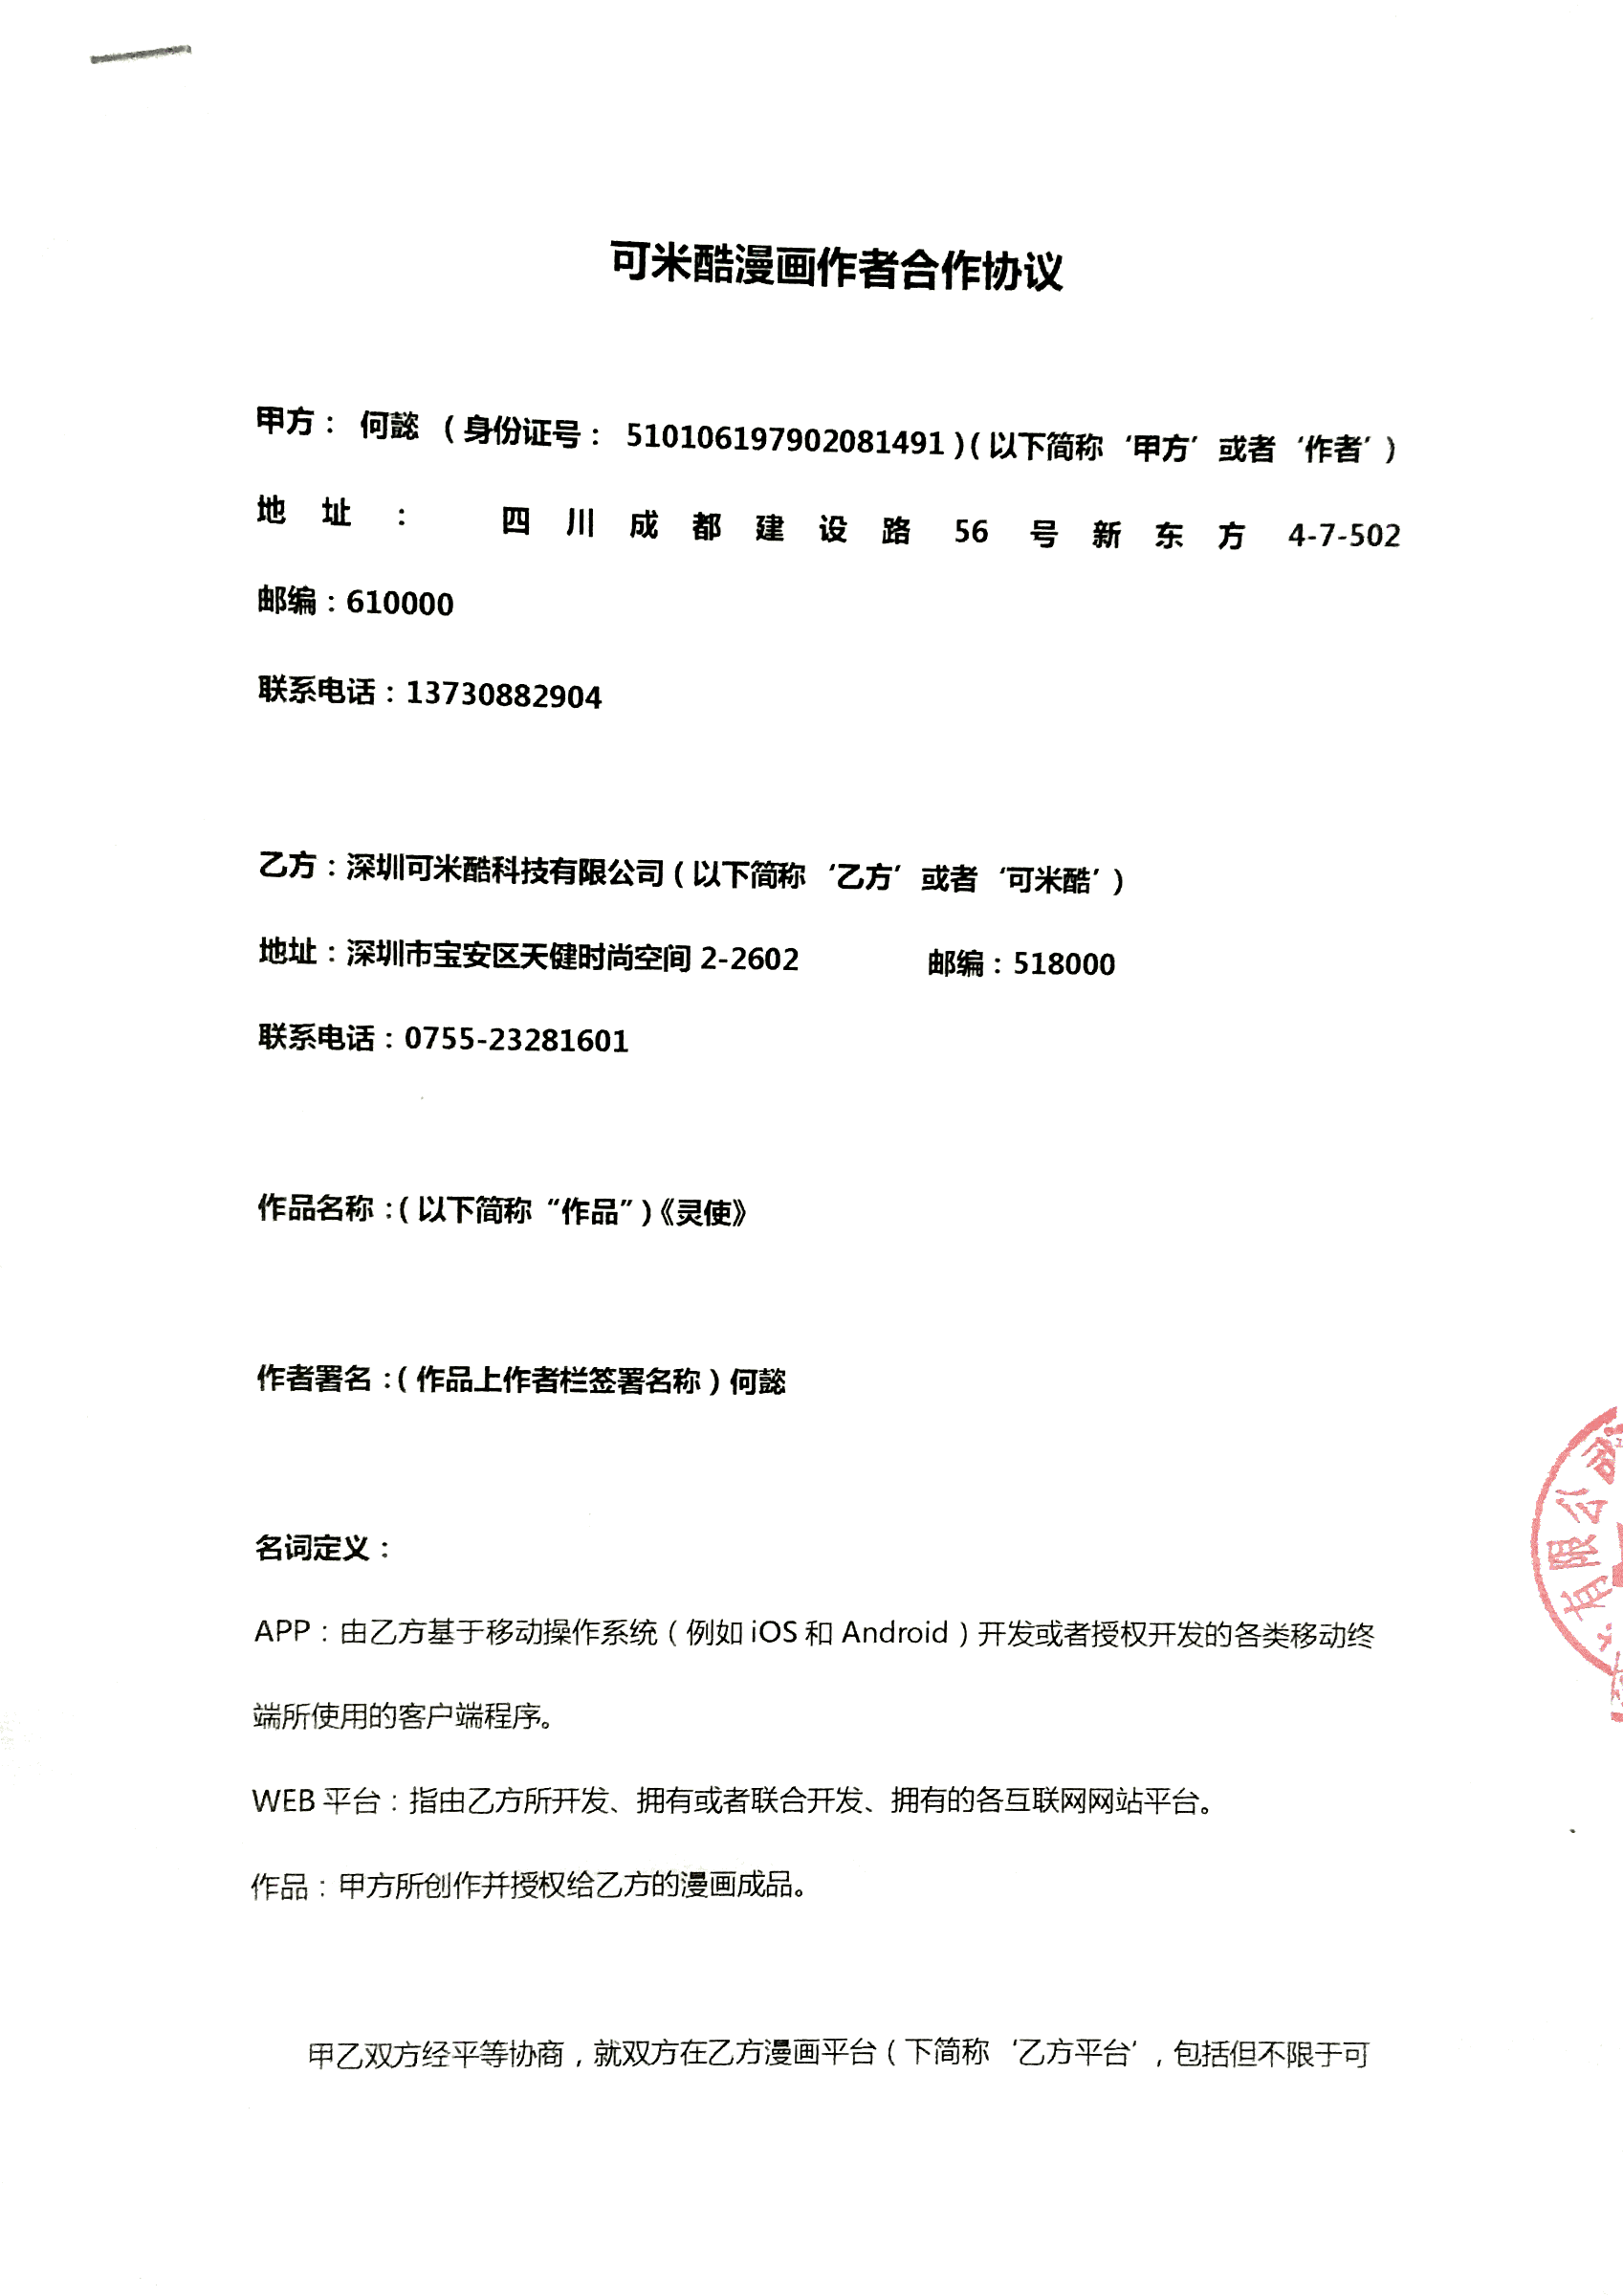 可米酷漫画作者合作协议
甲方： 何懿 （身份证号： 510106197902081491）（以下简称‘甲方’或者‘作者’）
地址： 四川成都建设路 56 号新东方 4-7-502
邮编：610000
联系电话：13730882904
乙方：深圳可米酷科技有限公司（以下简称‘乙方’或者‘可米酷’）
地址：深圳市宝安区天健时尚空间 2-2602 邮编：518000
联系电话：0755-23281601
作品名称：（以下简称“作品”）《灵使》
作者署名：（作品上作者栏签署名称）何懿
名词定义：
APP：由乙方基于移动操作系统（例如 iOS 和 Android）开发或者授权开发的各类移动终
端所使用的客户端程序。
WEB 平台：指由乙方所开发、拥有或者联合开发、拥有的各互联网网站平台。
作品：甲方所创作并授权给乙方的漫画成品。
甲乙双方经平等协商，就双方在乙方漫画平台（下简称‘乙方平台’，包括但不限于可
有限公